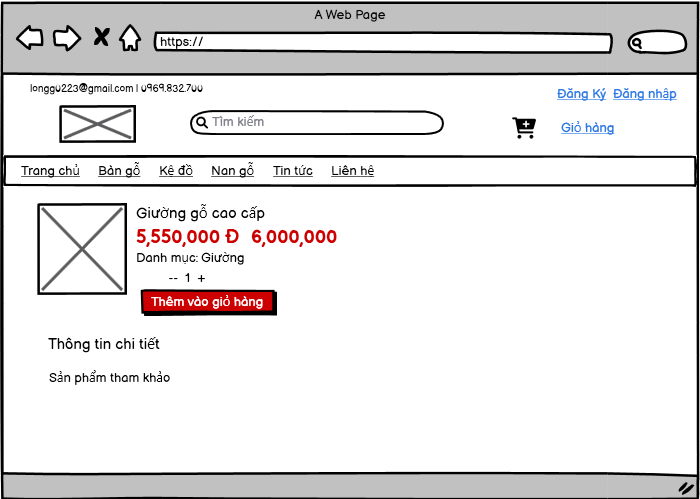 A Web Page
https://
longgu223@gmail.com | 0969.832.700
Đăng Ký Đăng nhập
Tìm kiếm
Giỏ hàng
Trang chủ Bàn gỗ Kệ đồ Nan gỗ Tin tức Liên hệ
Giường gỗ cao cấp
5,550,000 Đ 6,000,000
Danh mục: Giường
-- 1 +
Thêm vào giỏ hàng
Thông tin chi tiết
Sản phẩm tham khảo